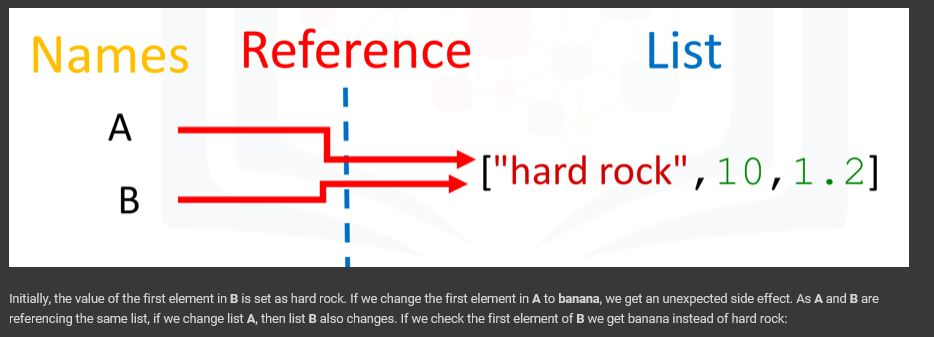 Names Reference List
A
["hard rock", 10, 1.2]
B
Initially, the value of the first element in B is set as hard rock. If we change the first element in A to banana, we get an unexpected side effect. As A and B are
referencing the same list, if we change list A, then list B also changes. If we check the first element of B we get banana instead of hard rock: